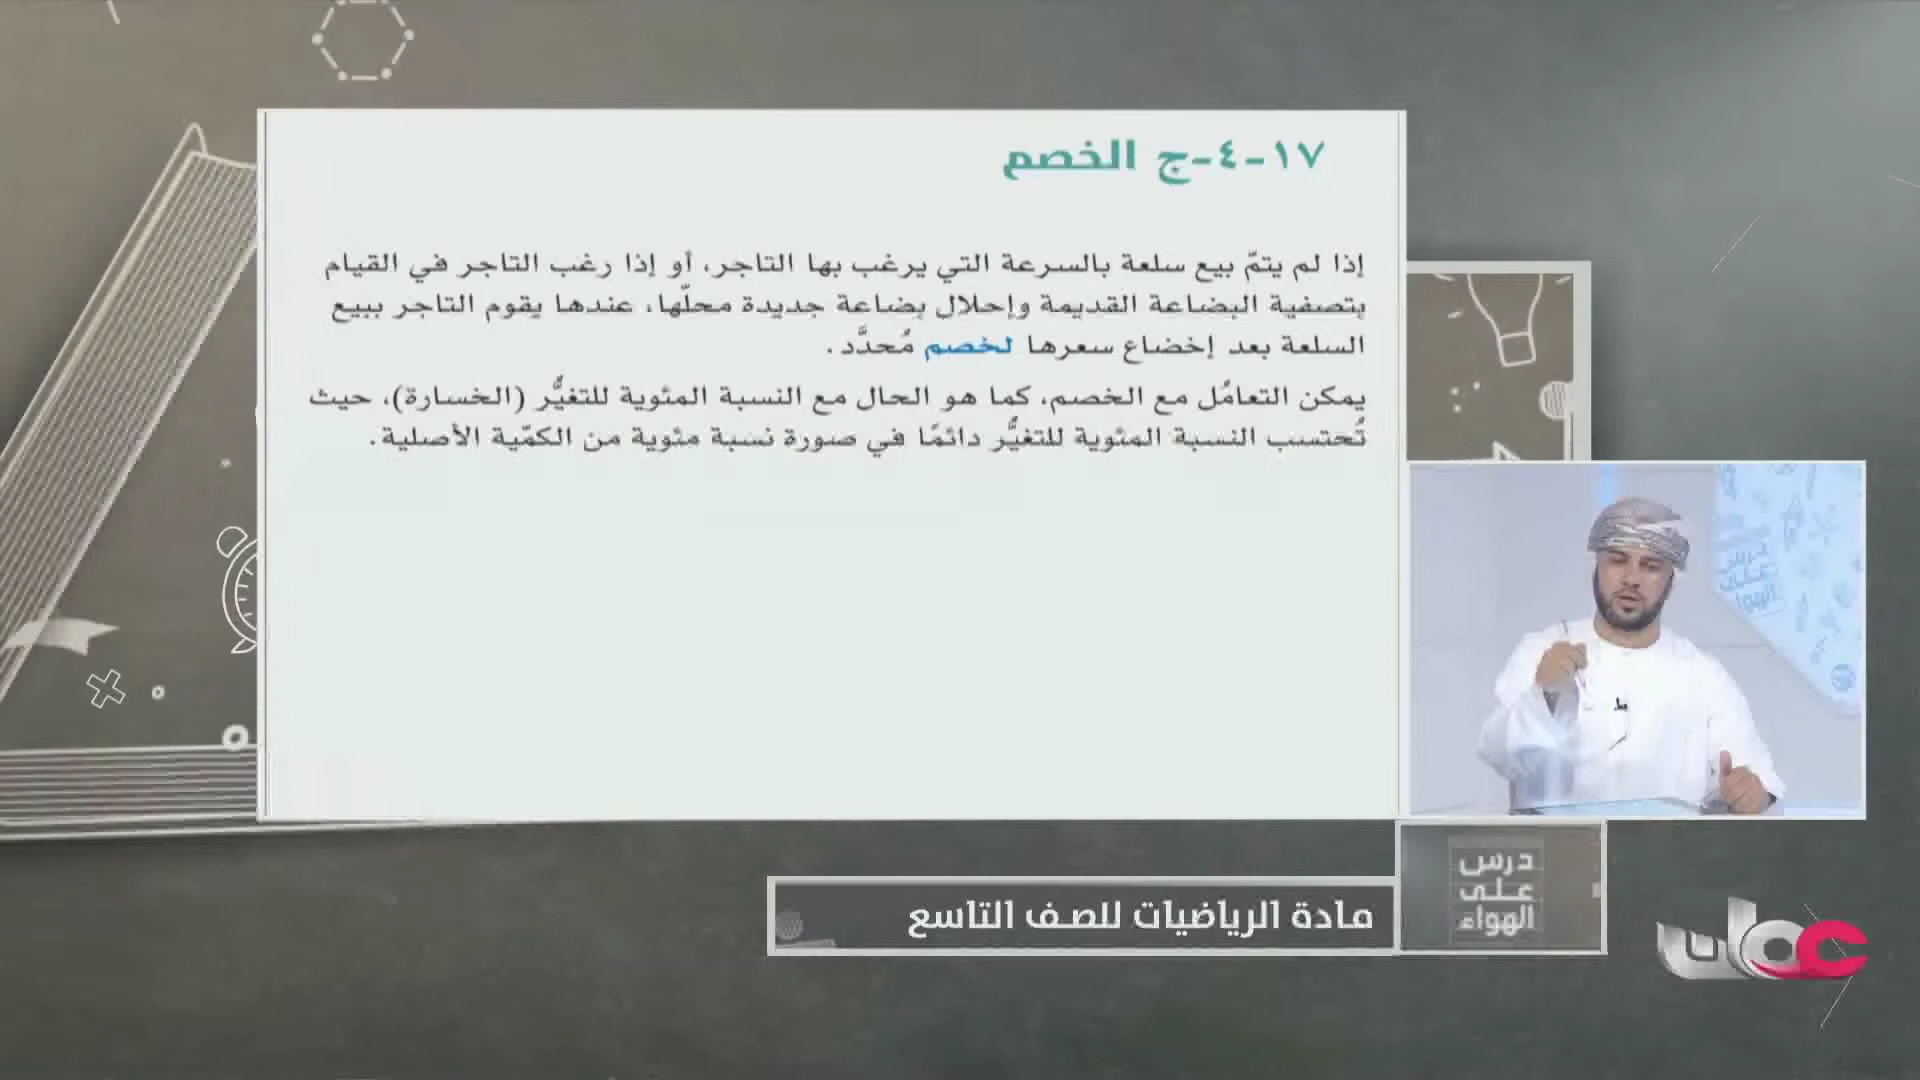 ١٧-٤-ج الخصم
إذا لم يتمّ بيع سلعة بالسرعة التي يرغب بها التاجر، أو إذا رغب التاجر في القيام
بتصفية البضاعة القديمة وإحلال بضاعة جديدة محلّها، عندها يقوم التاجر ببيع
السلعة بعد إخضاع سعرها لخصم مُحدَّد.
يمكن التعامُل مع الخصم، كما هو الحال مع النسبة المئوية للتغيُّر (الخسارة)، حيث
تُحتسب النسبة المئوية للتغيُّر دائمًا في صورة نسبة مئوية من الكمّية الأصلية.
درس
على
الهواء
درس
على
الهواء
مادة الرياضيات للصف التاسع
عمان